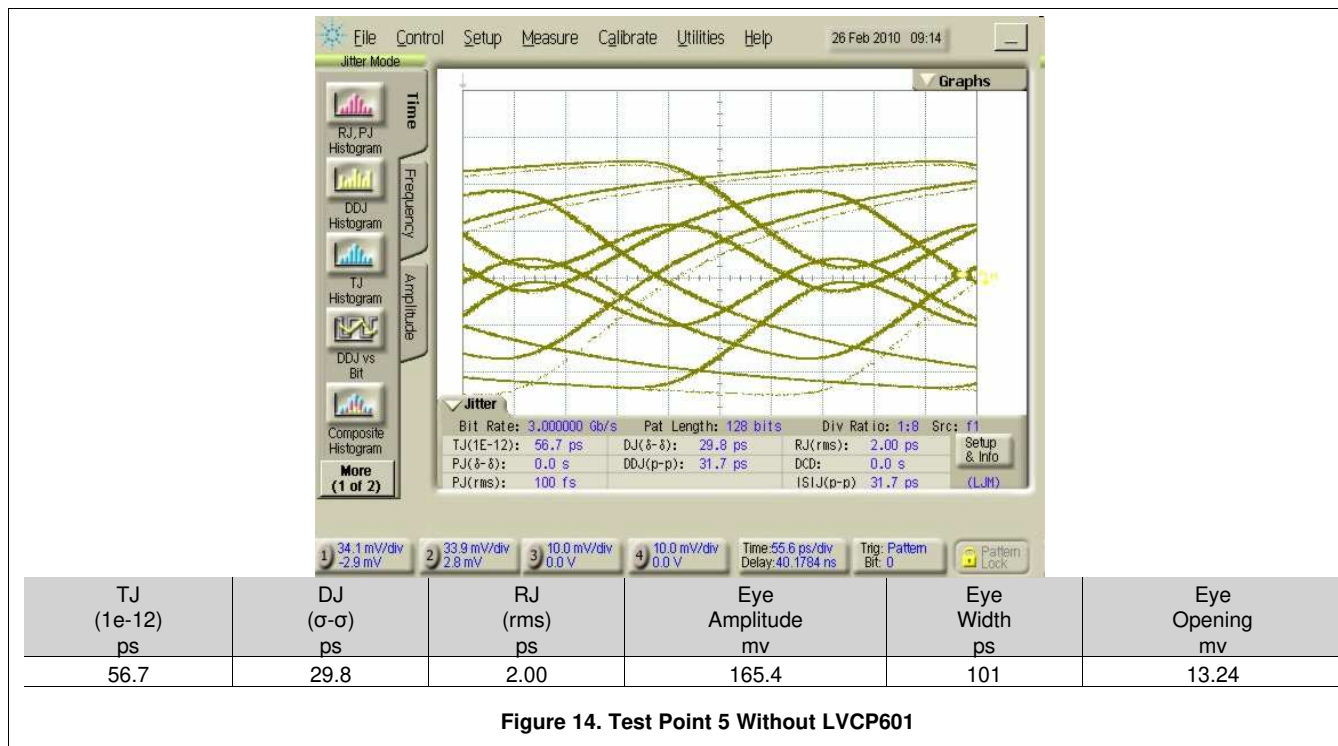 File Control Setup Measure Calibrate Utilities Help 26 Feb 2010 09:14
Jitter Mode
Graphs
Time
Frequency
Amplitude
RJ, PJ
Histogram
DDJ
Histogram
TJ
Histogram
DDJ vs
Bit
Composite
Histogram
More
(1 of 2)
Jitter
Bit Rate: 3.000000 Gb/s Pat Length: 128 bits Div Ratio: 1:8 Src: f1
TJ(1E-12): 56.7 ps DJ(δ-δ): 29.8 ps RJ(rms): 2.00 ps
PJ(δ-δ): 0.0 s DDJ(p-p): 31.7 ps DCD: 0.0 s
PJ(rms): 100 fs ISIJ(p-p) 31.7 ps
Setup
& Info
(LJM)
1) 34.1 mV/div
-2.9 mV
2) 33.9 mV/div
2.8 mV
3) 10.0 mV/div
0.0 V
4) 10.0 mV/div
0.0 V
Time:55.6 ps/div
Delay:40.1784 ns
Trig: Pattern
Bit: 0
Pattern
Lock
TJ DJ RJ Eye Eye Eye
(1e-12) (σ-σ) (rms) Amplitude Width Opening
ps ps ps mv ps mv
56.7 29.8 2.00 165.4 101 13.24
Figure 14. Test Point 5 Without LVCP601